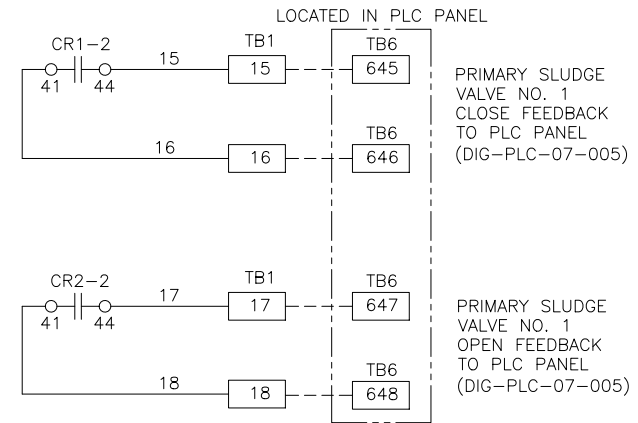 LOCATED IN PLC PANEL
CR1-2
15
TB1
TB6
41
44
15
645
PRIMARY SLUDGE
VALVE NO. 1
CLOSE FEEDBACK
TO PLC PANEL
(DIG-PLC-07-005)
16
TB6
16
646
CR2-2
17
TB1
TB6
41
44
17
647
PRIMARY SLUDGE
VALVE NO. 1
OPEN FEEDBACK
TO PLC PANEL
(DIG-PLC-07-005)
18
TB6
18
648